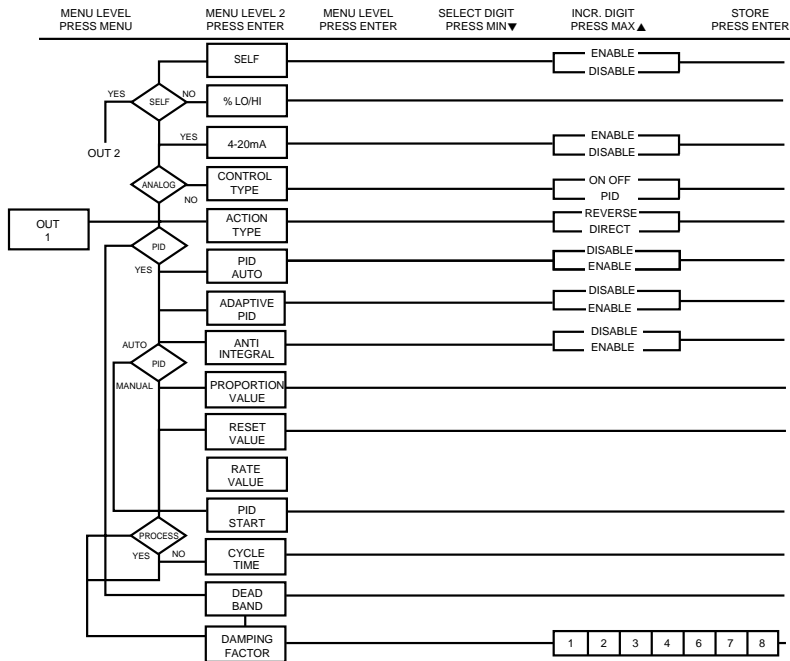 MENU LEVEL
PRESS MENU
MENU LEVEL 2
PRESS ENTER
MENU LEVEL
PRESS ENTER
SELECT DIGIT
PRESS MIN▼
INCR. DIGIT
PRESS MAX▲
STORE
PRESS ENTER
SELF
ENABLE
DISABLE
YES
SELF
NO
% LO/HI
OUT 2
YES
4-20mA
ENABLE
DISABLE
ANALOG
NO
CONTROL
TYPE
ON OFF
PID
OUT
1
ACTION
TYPE
REVERSE
DIRECT
PID
YES
PID
AUTO
DISABLE
ENABLE
ADAPTIVE
PID
DISABLE
ENABLE
AUTO
ANTI
INTEGRAL
DISABLE
ENABLE
PID
MANUAL
PROPORTION
VALUE
RESET
VALUE
RATE
VALUE
PID
START
PROCESS
YES
NO
CYCLE
TIME
DEAD
BAND
DAMPING
FACTOR
1 2 3 4 6 7 8